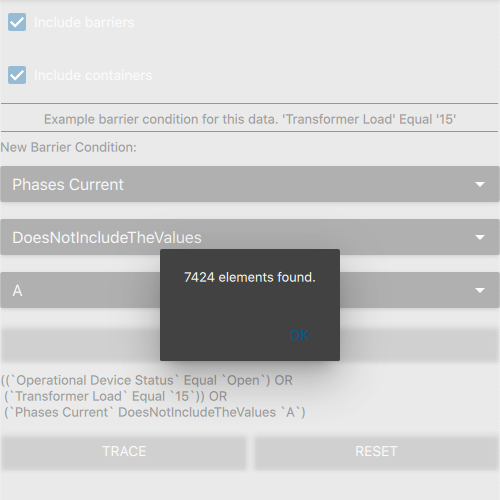 Include barriers
Include containers
Example barrier condition for this data. 'Transformer Load' Equal '15'
New Barrier Condition:
Phases Current
DoesNotIncludeTheValues
A
7424 elements found.
OK
((`Operational Device Status` Equal `Open`) OR
(`Transformer Load` Equal `15`)) OR
(`Phases Current` DoesNotIncludeTheValues `A`)
TRACE RESET